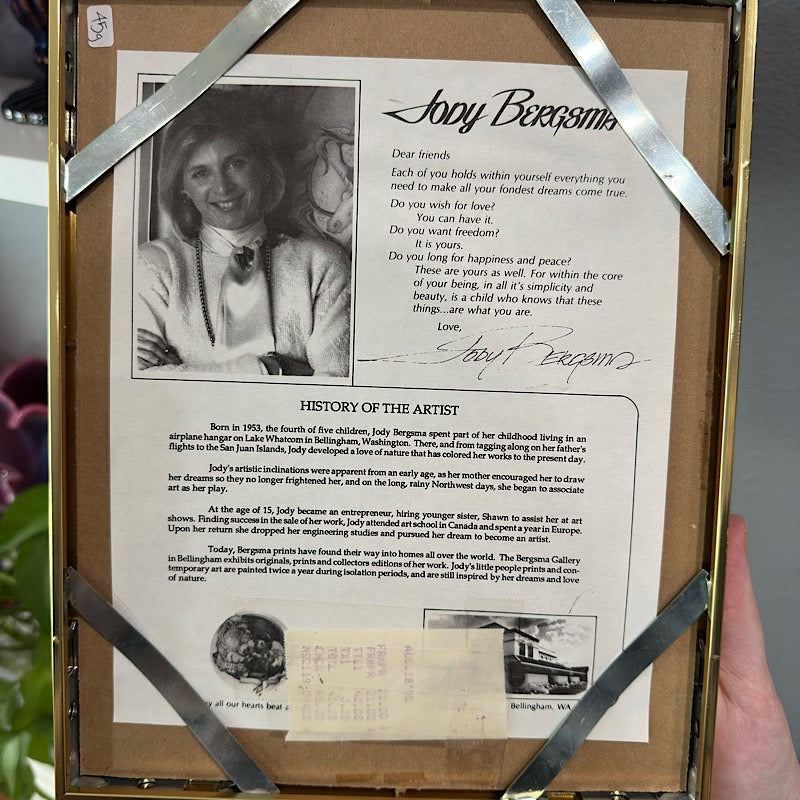 459
JODY BERGSMA
Dear friends
Each of you holds within yourself everything you
need to make all your fondest dreams come true.
Do you wish for love?
You can have it.
Do you want freedom?
It is yours.
Do you long for happiness and peace?
These are yours as well. For within the core
of your being, in all it's simplicity and
beauty, is a child who knows that these
things...are what you are.
Love,
Jody Bergsma
HISTORY OF THE ARTIST
Born in 1953, the fourth of five children, Jody Bergsma spent part of her childhood living in an
airplane hangar on Lake Whatcom in Bellingham, Washington. There, and from tagging along on her father's
flights to the San Juan Islands, Jody developed a love of nature that has colored her works to the present day.
Jody's artistic inclinations were apparent from an early age, as her mother encouraged her to draw
her dreams so they no longer frightened her, and on the long, rainy Northwest days, she began to associate
art as her play.
At the age of 15, Jody became an entrepreneur, hiring younger sister, Shawn to assist her at art
shows. Finding success in the sale of her work, Jody attended art school in Canada and spent a year in Europe.
Upon her return she dropped her engineering studies and pursued her dream to become an artist.
Today, Bergsma prints have found their way into homes all over the world. The Bergsma Gallery
in Bellingham exhibits originals, prints and collectors editions of her work. Jody's little people prints and con-
temporary art are painted twice a year during isolation periods, and are still inspired by her dreams and love
of nature.
AUG.18'90
FRMPR 21.00
FRMPR 21.00
TTL1 42.00
TX1
TOTL
y all our hearts beat a
Bellingham, WA